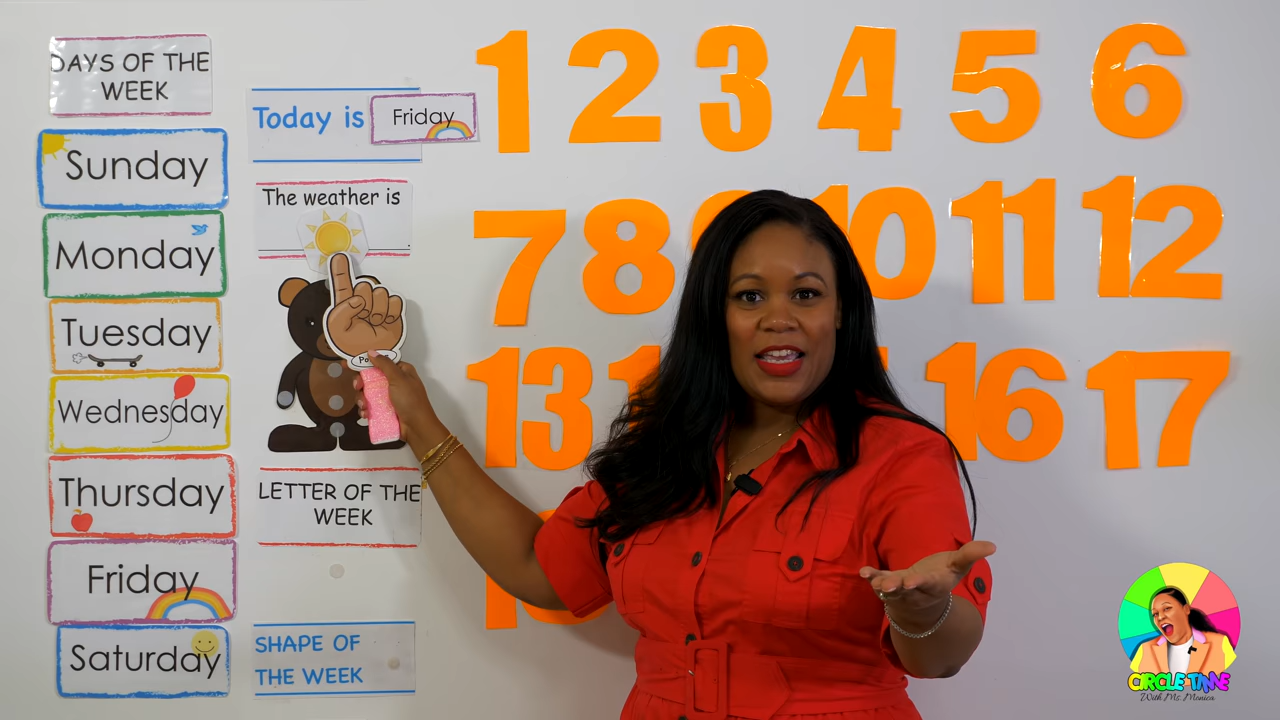 DAYS OF THE
WEEK
Sunday
Monday
Tuesday
Wednesday
Thursday
Friday
Saturday
Today is Friday
The weather is
LETTER OF THE
WEEK
SHAPE OF
THE WEEK
1 2 3 4 5 6
7 8 10 11 12
13 16 17
CIRCLE TIME
With Ms. Monica